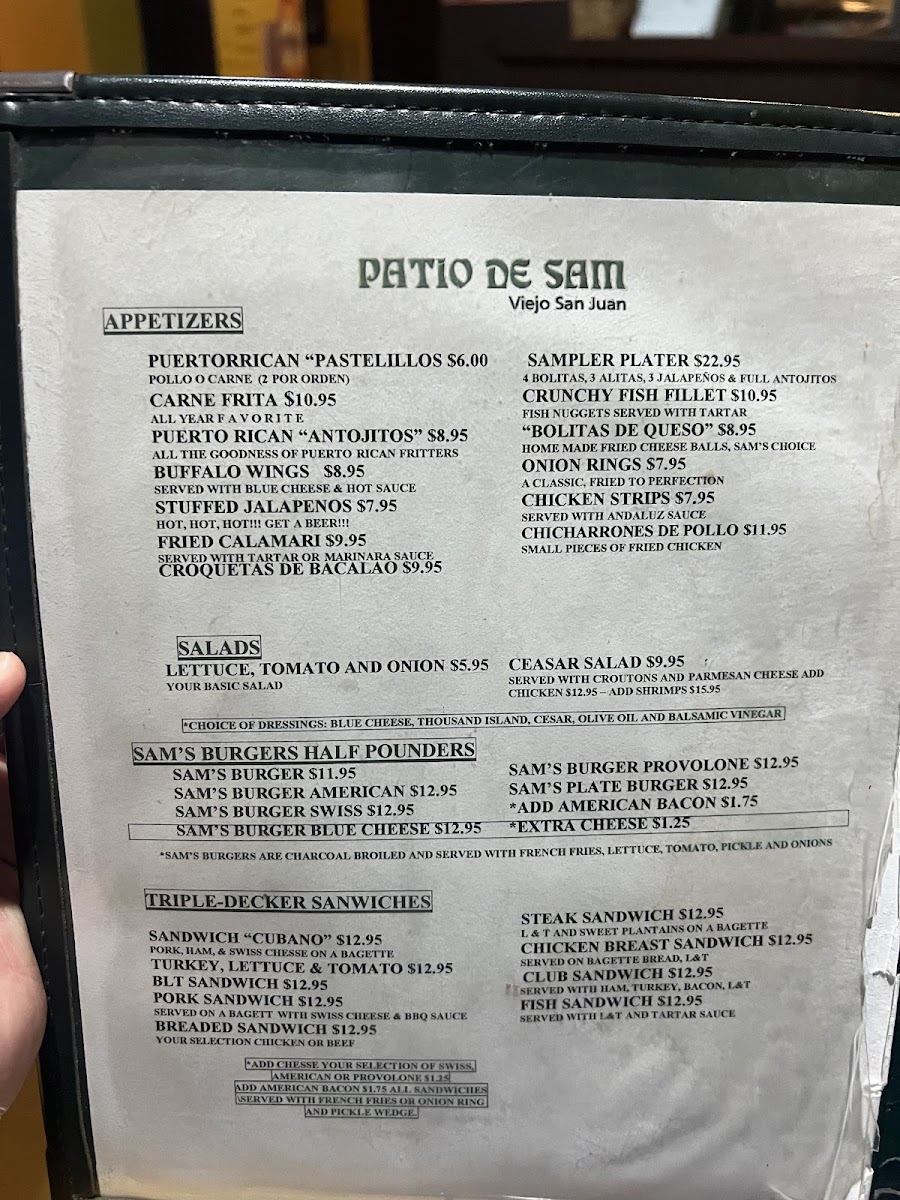 PATIO DE SAM
Viejo San Juan
APPETIZERS
PUERTORRICAN “PASTELILLOS $6.00
POLLO O CARNE (2 POR ORDEN)
CARNE FRITA $10.95
ALL YEAR F A V O R I T E
PUERTO RICAN “ANTOJITOS” $8.95
ALL THE GOODNESS OF PUERTO RICAN FRITTERS
BUFFALO WINGS $8.95
SERVED WITH BLUE CHEESE & HOT SAUCE
STUFFED JALAPENOS $7.95
HOT, HOT, HOT!!! GET A BEER!!!
FRIED CALAMARI $9.95
SERVED WITH TARTAR OR MARINARA SAUCE
CROQUETAS DE BACALAO $9.95
SAMPLER PLATER $22.95
4 BOLITAS, 3 ALITAS, 3 JALAPEÑOS & FULL ANTOJITOS
CRUNCHY FISH FILLET $10.95
FISH NUGGETS SERVED WITH TARTAR
“BOLITAS DE QUESO” $8.95
HOME MADE FRIED CHEESE BALLS, SAM’S CHOICE
ONION RINGS $7.95
A CLASSIC, FRIED TO PERFECTION
CHICKEN STRIPS $7.95
SERVED WITH ANDALUZ SAUCE
CHICHARRONES DE POLLO $11.95
SMALL PIECES OF FRIED CHICKEN
SALADS
LETTUCE, TOMATO AND ONION $5.95
YOUR BASIC SALAD
CEASAR SALAD $9.95
SERVED WITH CROUTONS AND PARMESAN CHEESE ADD
CHICKEN $12.95 – ADD SHRIMPS $15.95
*CHOICE OF DRESSINGS: BLUE CHEESE, THOUSAND ISLAND, CESAR, OLIVE OIL AND BALSAMIC VINEGAR
SAM’S BURGERS HALF POUNDERS
SAM’S BURGER $11.95
SAM’S BURGER AMERICAN $12.95
SAM’S BURGER SWISS $12.95
SAM’S BURGER BLUE CHEESE $12.95
SAM’S BURGER PROVOLONE $12.95
SAM’S PLATE BURGER $12.95
*ADD AMERICAN BACON $1.75
*EXTRA CHEESE $1.25
*SAM’S BURGERS ARE CHARCOAL BROILED AND SERVED WITH FRENCH FRIES, LETTUCE, TOMATO, PICKLE AND ONIONS
TRIPLE-DECKER SANWICHES
SANDWICH “CUBANO” $12.95
PORK, HAM, & SWISS CHESSE ON A BAGETTE
TURKEY, LETTUCE & TOMATO $12.95
BLT SANDWICH $12.95
PORK SANDWICH $12.95
SERVED ON A BAGETT WITH SWISS CHEESE & BBQ SAUCE
BREADED SANDWICH $12.95
YOUR SELECTION CHICKEN OR BEEF
STEAK SANDWICH $12.95
L & T AND SWEET PLANTAINS ON A BAGETTE
CHICKEN BREAST SANDWICH $12.95
SERVED ON BAGETTE BREAD, L&T
CLUB SANDWICH $12.95
SERVED WITH HAM, TURKEY, BACON, L&T
FISH SANDWICH $12.95
SERVED WITH L&T AND TARTAR SAUCE
*ADD CHESSE YOUR SELECTION OF SWISS,
AMERICAN OR PROVOLONE $1.25
ADD AMERICAN BACON $1.75 ALL SANDWICHES
\SERVED WITH FRENCH FRIES OR ONION RING
AND PICKLE WEDGE.